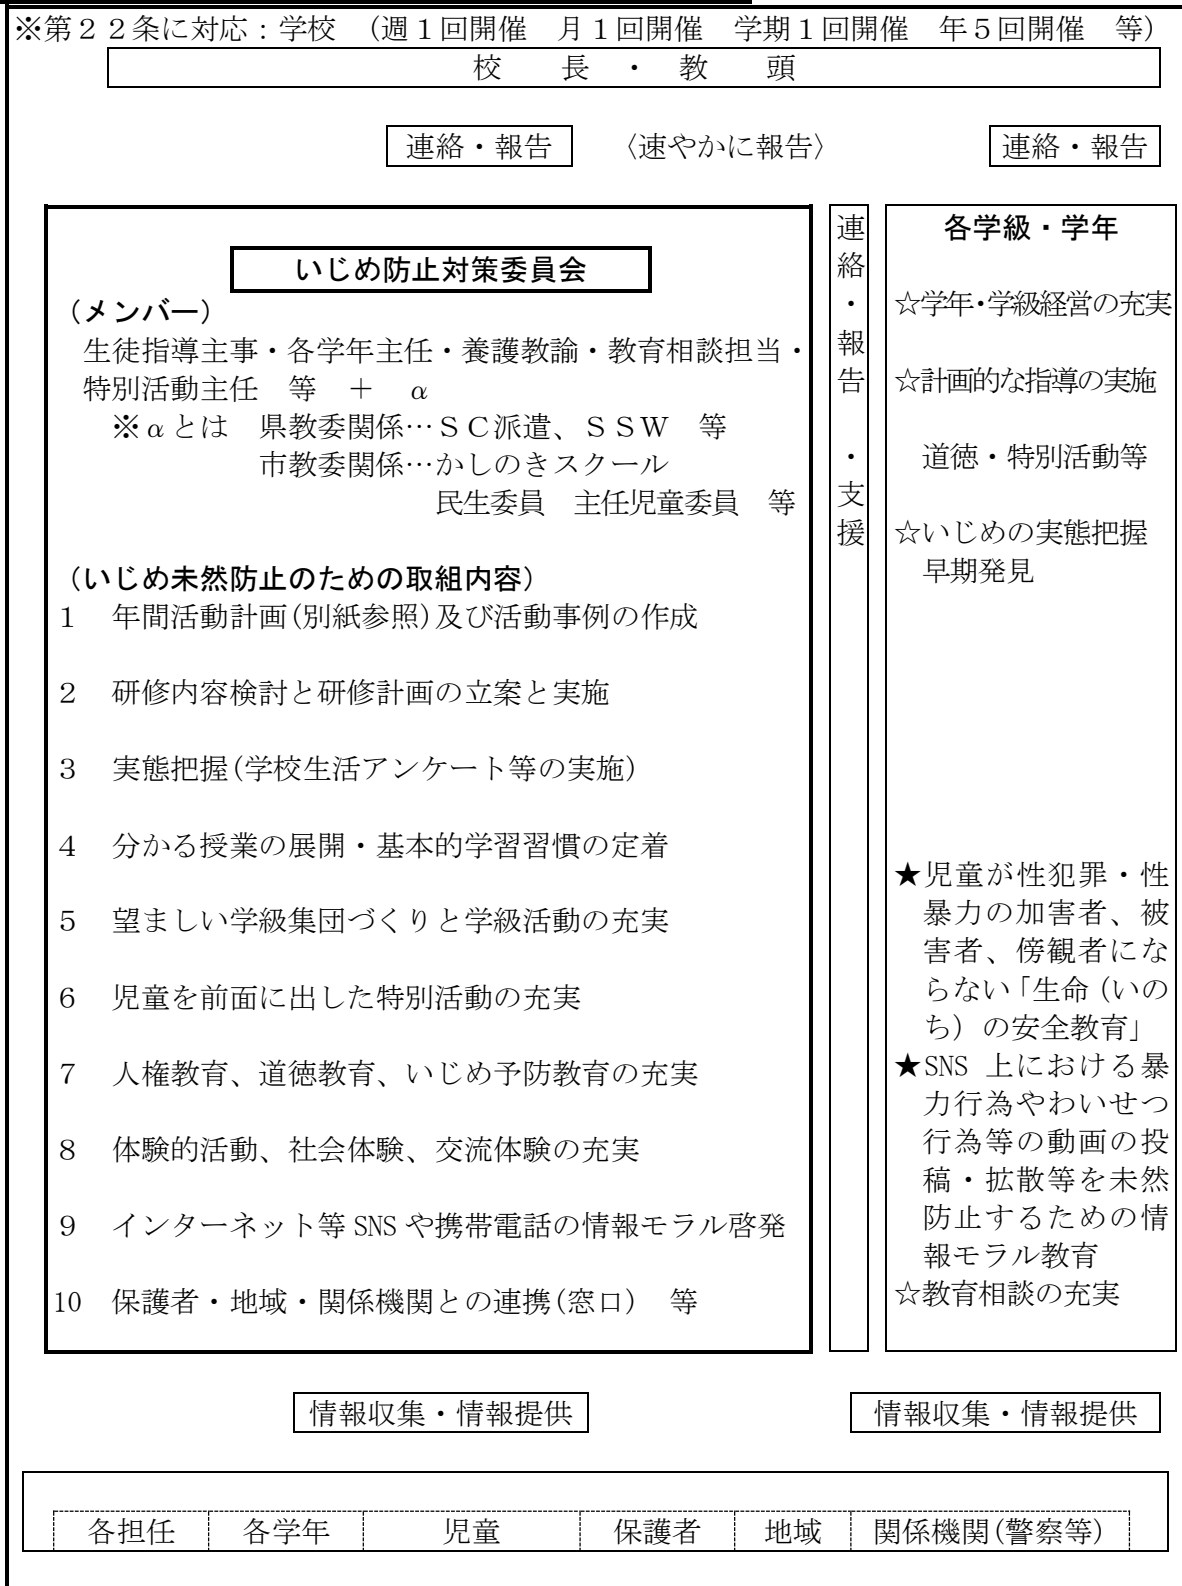 ※第２２条に対応：学校　（週１回開催　月１回開催　学期１回開催　年５回開催　等）
校　長　・　教　頭
連絡・報告　〈速やかに報告〉　連絡・報告
いじめ防止対策委員会
（メンバー）
生徒指導主事・各学年主任・養護教諭・教育相談担当・
特別活動主任　等　＋　α
※αとは　県教委関係…ＳＣ派遣、ＳＳＷ　等
市教委関係…かしのきスクール
民生委員　主任児童委員　等
（いじめ未然防止のための取組内容）
１　年間活動計画(別紙参照)及び活動事例の作成
２　研修内容検討と研修計画の立案と実施
３　実態把握(学校生活アンケート等の実施)
４　分かる授業の展開・基本的学習習慣の定着
５　望ましい学級集団づくりと学級活動の充実
６　児童を前面に出した特別活動の充実
７　人権教育、道徳教育、いじめ予防教育の充実
８　体験的活動、社会体験、交流体験の充実
９　インターネット等 SNS や携帯電話の情報モラル啓発
10　保護者・地域・関係機関との連携(窓口)　等
連絡・報告・支援
各学級・学年
☆学年・学級経営の充実
☆計画的な指導の実施
道徳・特別活動等
☆いじめの実態把握
早期発見
★児童が性犯罪・性
暴力の加害者、被
害者、傍観者にな
らない「生命（いの
ち）の安全教育」
★SNS 上における暴
力行為やわいせつ
行為等の動画の投
稿・拡散等を未然
防止するための情
報モラル教育
☆教育相談の充実
情報収集・情報提供　情報収集・情報提供
各担任　各学年　児童　保護者　地域　関係機関(警察等)